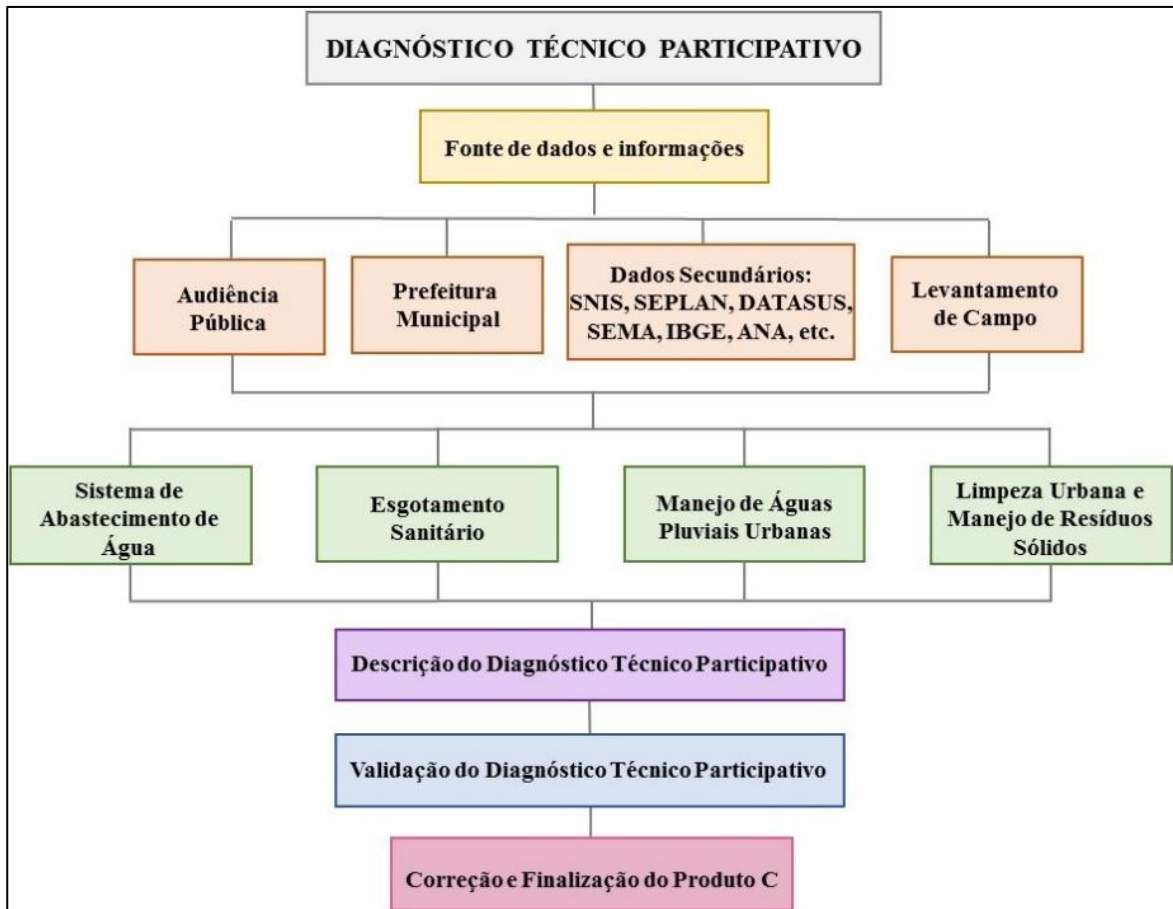 DIAGNÓSTICO TÉCNICO PARTICIPATIVO
Fonte de dados e informações
Audiência
Pública
Prefeitura
Municipal
Dados Secundários:
SNIS, SEPLAN, DATASUS,
SEMA, IBGE, ANA, etc.
Levantamento
de Campo
Sistema de
Abastecimento de
Água
Esgotamento
Sanitário
Manejo de Águas
Pluviais Urbanas
Limpeza Urbana e
Manejo de Resíduos
Sólidos
Descrição do Diagnóstico Técnico Participativo
Validação do Diagnóstico Técnico Participativo
Correção e Finalização do Produto C